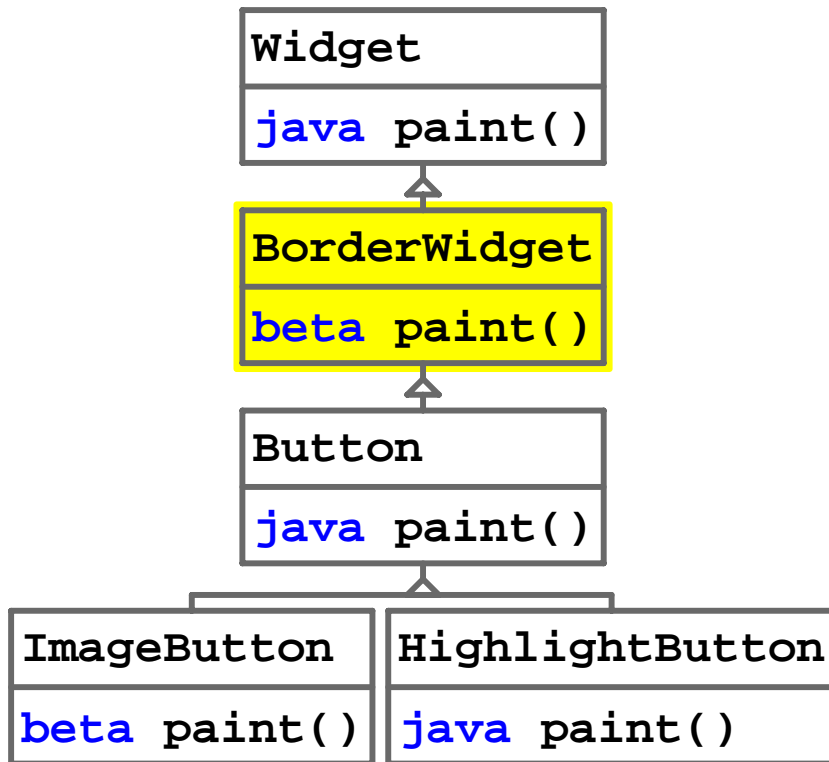 Widget
java paint()
BorderWidget
beta paint()
Button
java paint()
ImageButton
HighlightButton
beta paint()
java paint()